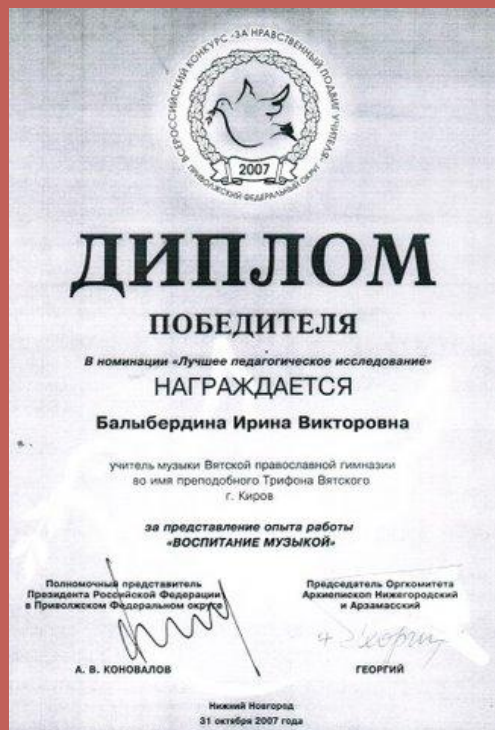 ВСЕРОССИЙСКИЙ КОНКУРС «ЗА НРАВСТВЕННЫЙ ПОДВИГ УЧИТЕЛЯ»
2007
ПРИВОЛЖСКИЙ ФЕДЕРАЛЬНЫЙ ОКРУГ
ДИПЛОМ
ПОБЕДИТЕЛЯ
В номинации «Лучшее педагогическое исследование»
НАГРАЖДАЕТСЯ
Балыбердина Ирина Викторовна
учитель музыки Вятской православной гимназии
во имя преподобного Трифона Вятского
г. Киров
за представление опыта работы
«ВОСПИТАНИЕ МУЗЫКОЙ»
Полномочный представитель
Президента Российской Федерации
в Приволжском Федеральном округе
А. В. КОНОВАЛОВ
Председатель Оргкомитета
Архиепископ Нижегородский
и Арзамасский
ГЕОРГИЙ
Нижний Новгород
31 октября 2007 года